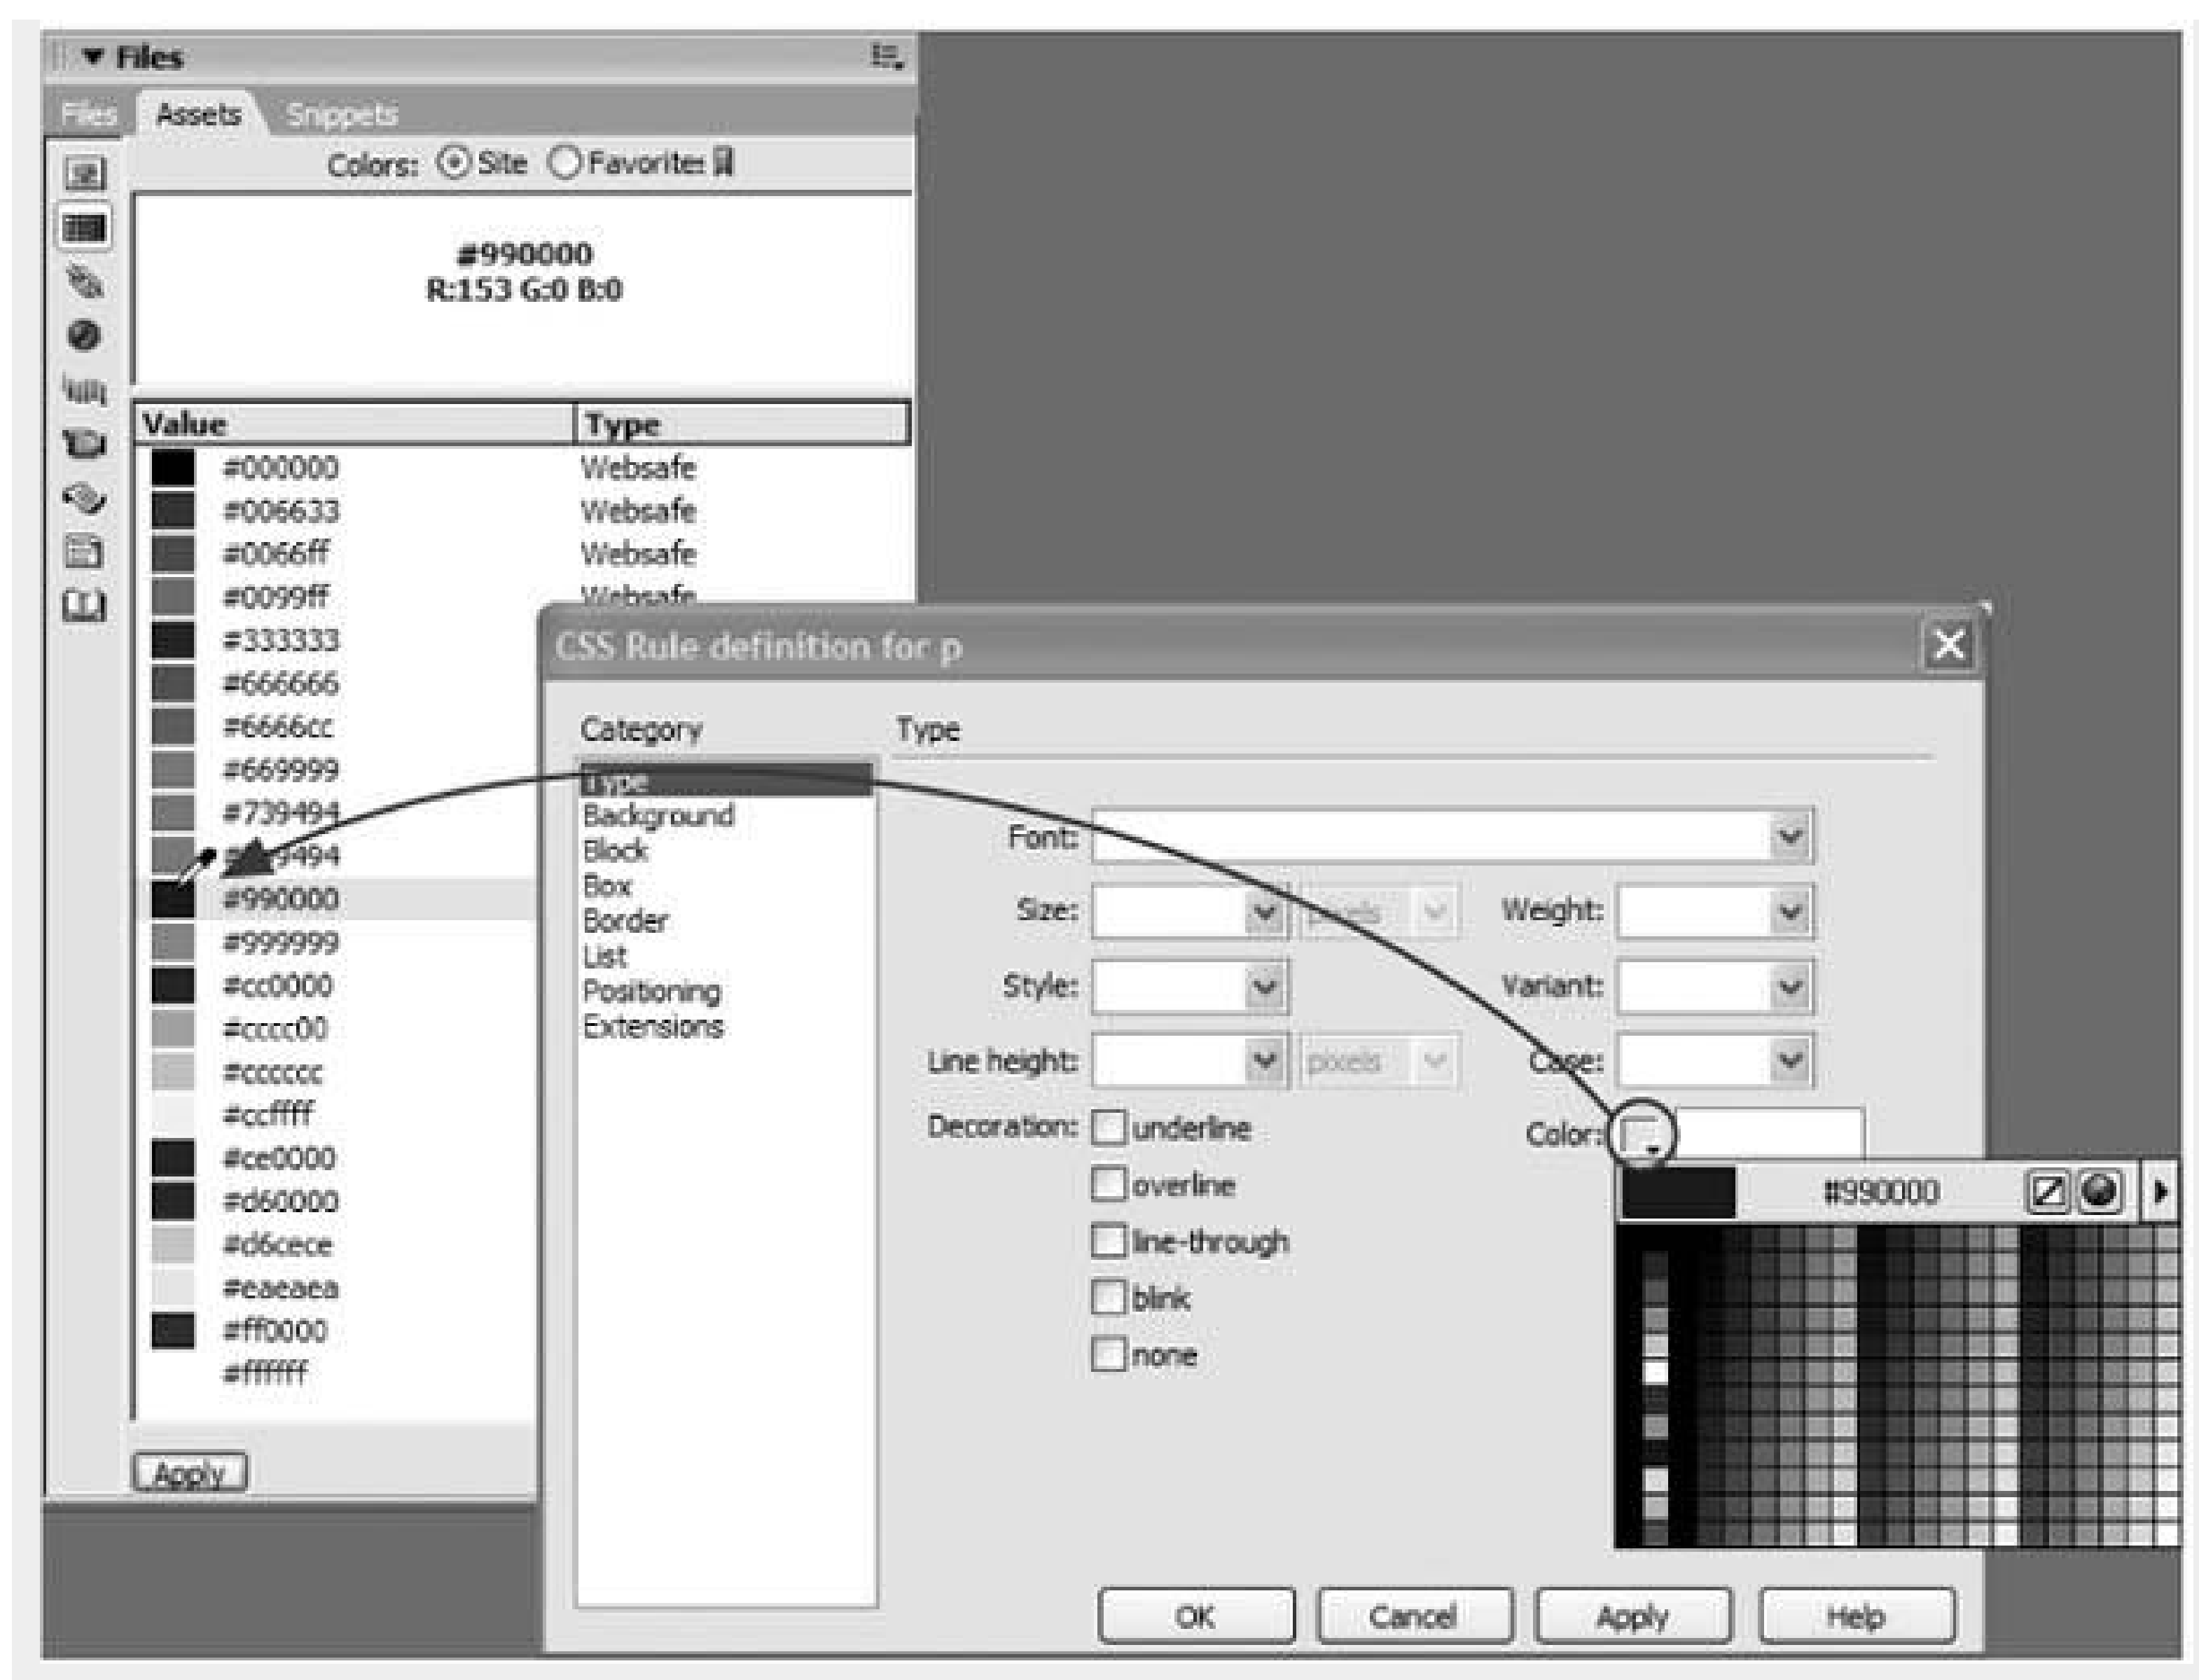 Files
Files Assets Snippets
Colors: Site Favorites
#990000
R:153 G:0 B:0
Value Type
#000000 Websafe
#006633 Websafe
#0066ff Websafe
#0099ff Websafe
#333333
#666666
#6666cc
#669999
#739494
9494
#990000
#999999
#cc0000
#cccc00
#cccccc
#ccffff
#ce0000
#d60000
#d6cece
#eaeaea
#ff0000
#ffffff
Apply
CSS Rule definition for p
Category
Type
Background
Block
Box
Border
List
Positioning
Extensions
Type
Font:
Size: pixels Weight:
Style: Variant:
Line height: pixels Case:
Decoration: underline Color:
overline
line-through
blink
none
#990000
OK Cancel Apply Help